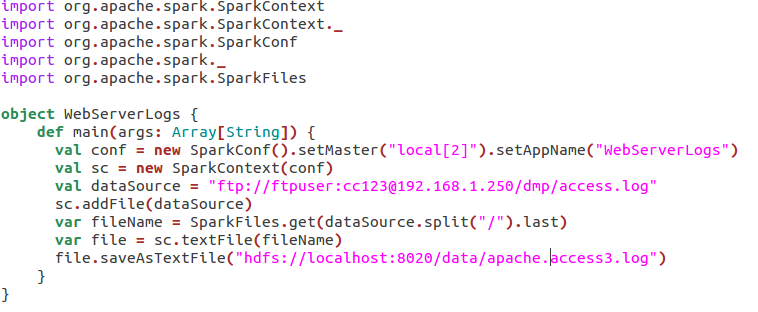 import org.apache.spark.SparkContext
import org.apache.spark.SparkContext._
import org.apache.spark.SparkConf
import org.apache.spark._
import org.apache.spark.SparkFiles

object WebServerLogs {
    def main(args: Array[String]) {
      val conf = new SparkConf().setMaster("local[2]").setAppName("WebServerLogs")
      val sc = new SparkContext(conf)
      val dataSource = "ftp://ftpuser:cc123@192.168.1.250/dmp/access.log"
      sc.addFile(dataSource)
      var fileName = SparkFiles.get(dataSource.split("/").last)
      var file = sc.textFile(fileName)
      file.saveAsTextFile("hdfs://localhost:8020/data/apache.access3.log")
    }
}